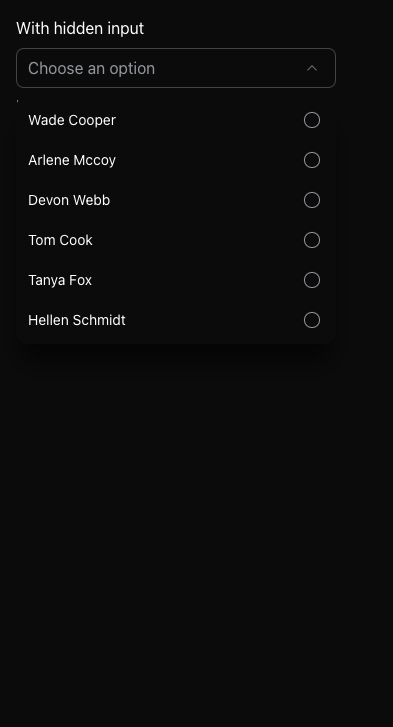 With hidden input
Choose an option
Wade Cooper
Arlene Mccoy
Devon Webb
Tom Cook
Tanya Fox
Hellen Schmidt